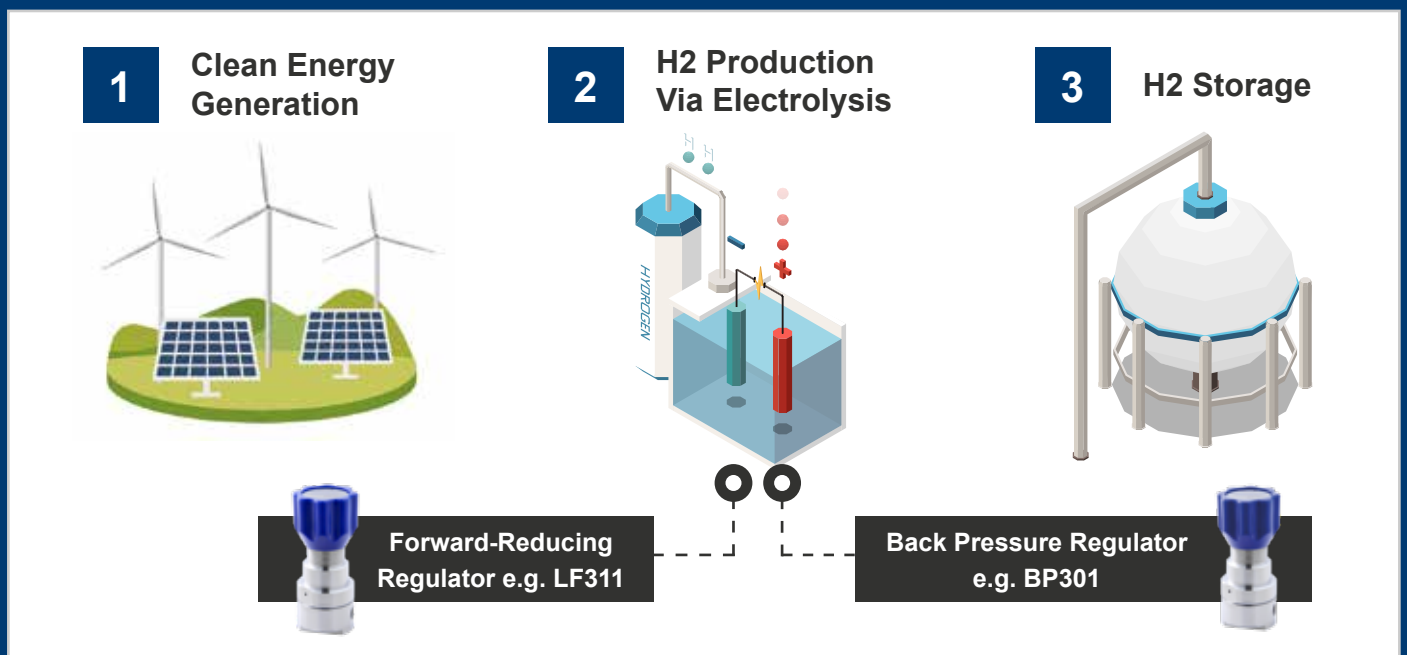 1
Clean Energy
Generation
2
H2 Production
Via Electrolysis
3
H2 Storage
H H
HYDROGEN
Forward-Reducing
Regulator e.g. LF311
Back Pressure Regulator
e.g. BP301